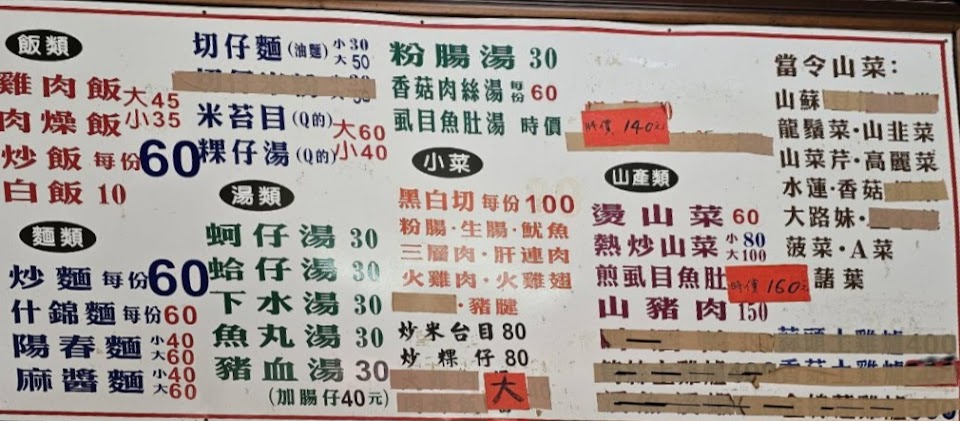 飯類
雞肉飯 大45
肉燥飯 小35
炒飯 每份60
白飯 10
麵類
炒麵 每份60
什錦麵 每份60
陽春麵 小40 大60
麻醬麵 小40 大60
切仔麵(油麵) 小30 大50
米苔目(Q的) 大60
粿仔湯(Q的) 小40
湯類
蚵仔湯 30
蛤仔湯 30
下水湯 30
魚丸湯 30
豬血湯 30
(加腸仔40元)
粉腸湯 30
香菇肉絲湯 每份60
虱目魚肚湯 時價
時價 140元
小菜
黑白切 每份100
粉腸·生腸·魷魚
三層肉·肝連肉
火雞肉·火雞翅
·豬腱
炒米台目80
炒粿仔80
大
山產類
燙山菜 60
熱炒山菜 小80 大100
煎虱目魚肚 時價 160元
山豬肉 150
當令山菜：
山蘇
龍鬚菜·山韭菜
山菜芹·高麗菜
水蓮·香菇
大路妹·
菠菜·A菜
藷葉